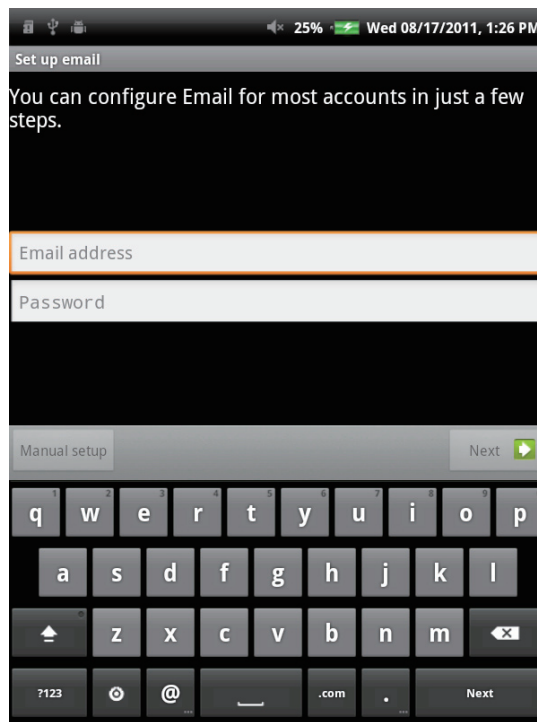 25% Wed 08/17/2011, 1:26 PM
Set up email
You can configure Email for most accounts in just a few
steps.
Email address
Password
Manual setup Next
1 2 3 4 5 6 7 8 9
q w e r t y u i o p
a s d f g h j k l
z x c v b n m
?123 @ .com . Next